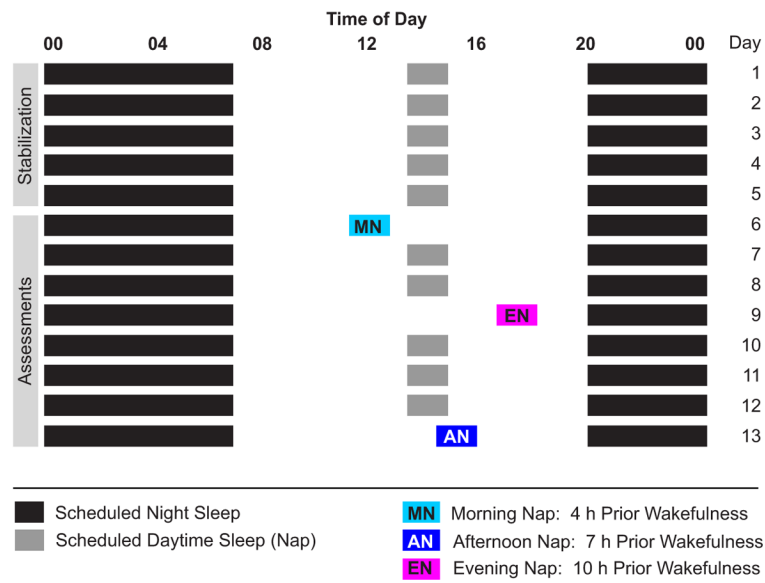 Time of Day
00 04 08 12 16 20 00 Day
Stabilization
1
2
3
4
5
Assessments
MN 6
7
8
EN 9
10
11
12
AN 13
Scheduled Night Sleep
Scheduled Daytime Sleep (Nap)
MN Morning Nap: 4 h Prior Wakefulness
AN Afternoon Nap: 7 h Prior Wakefulness
EN Evening Nap: 10 h Prior Wakefulness